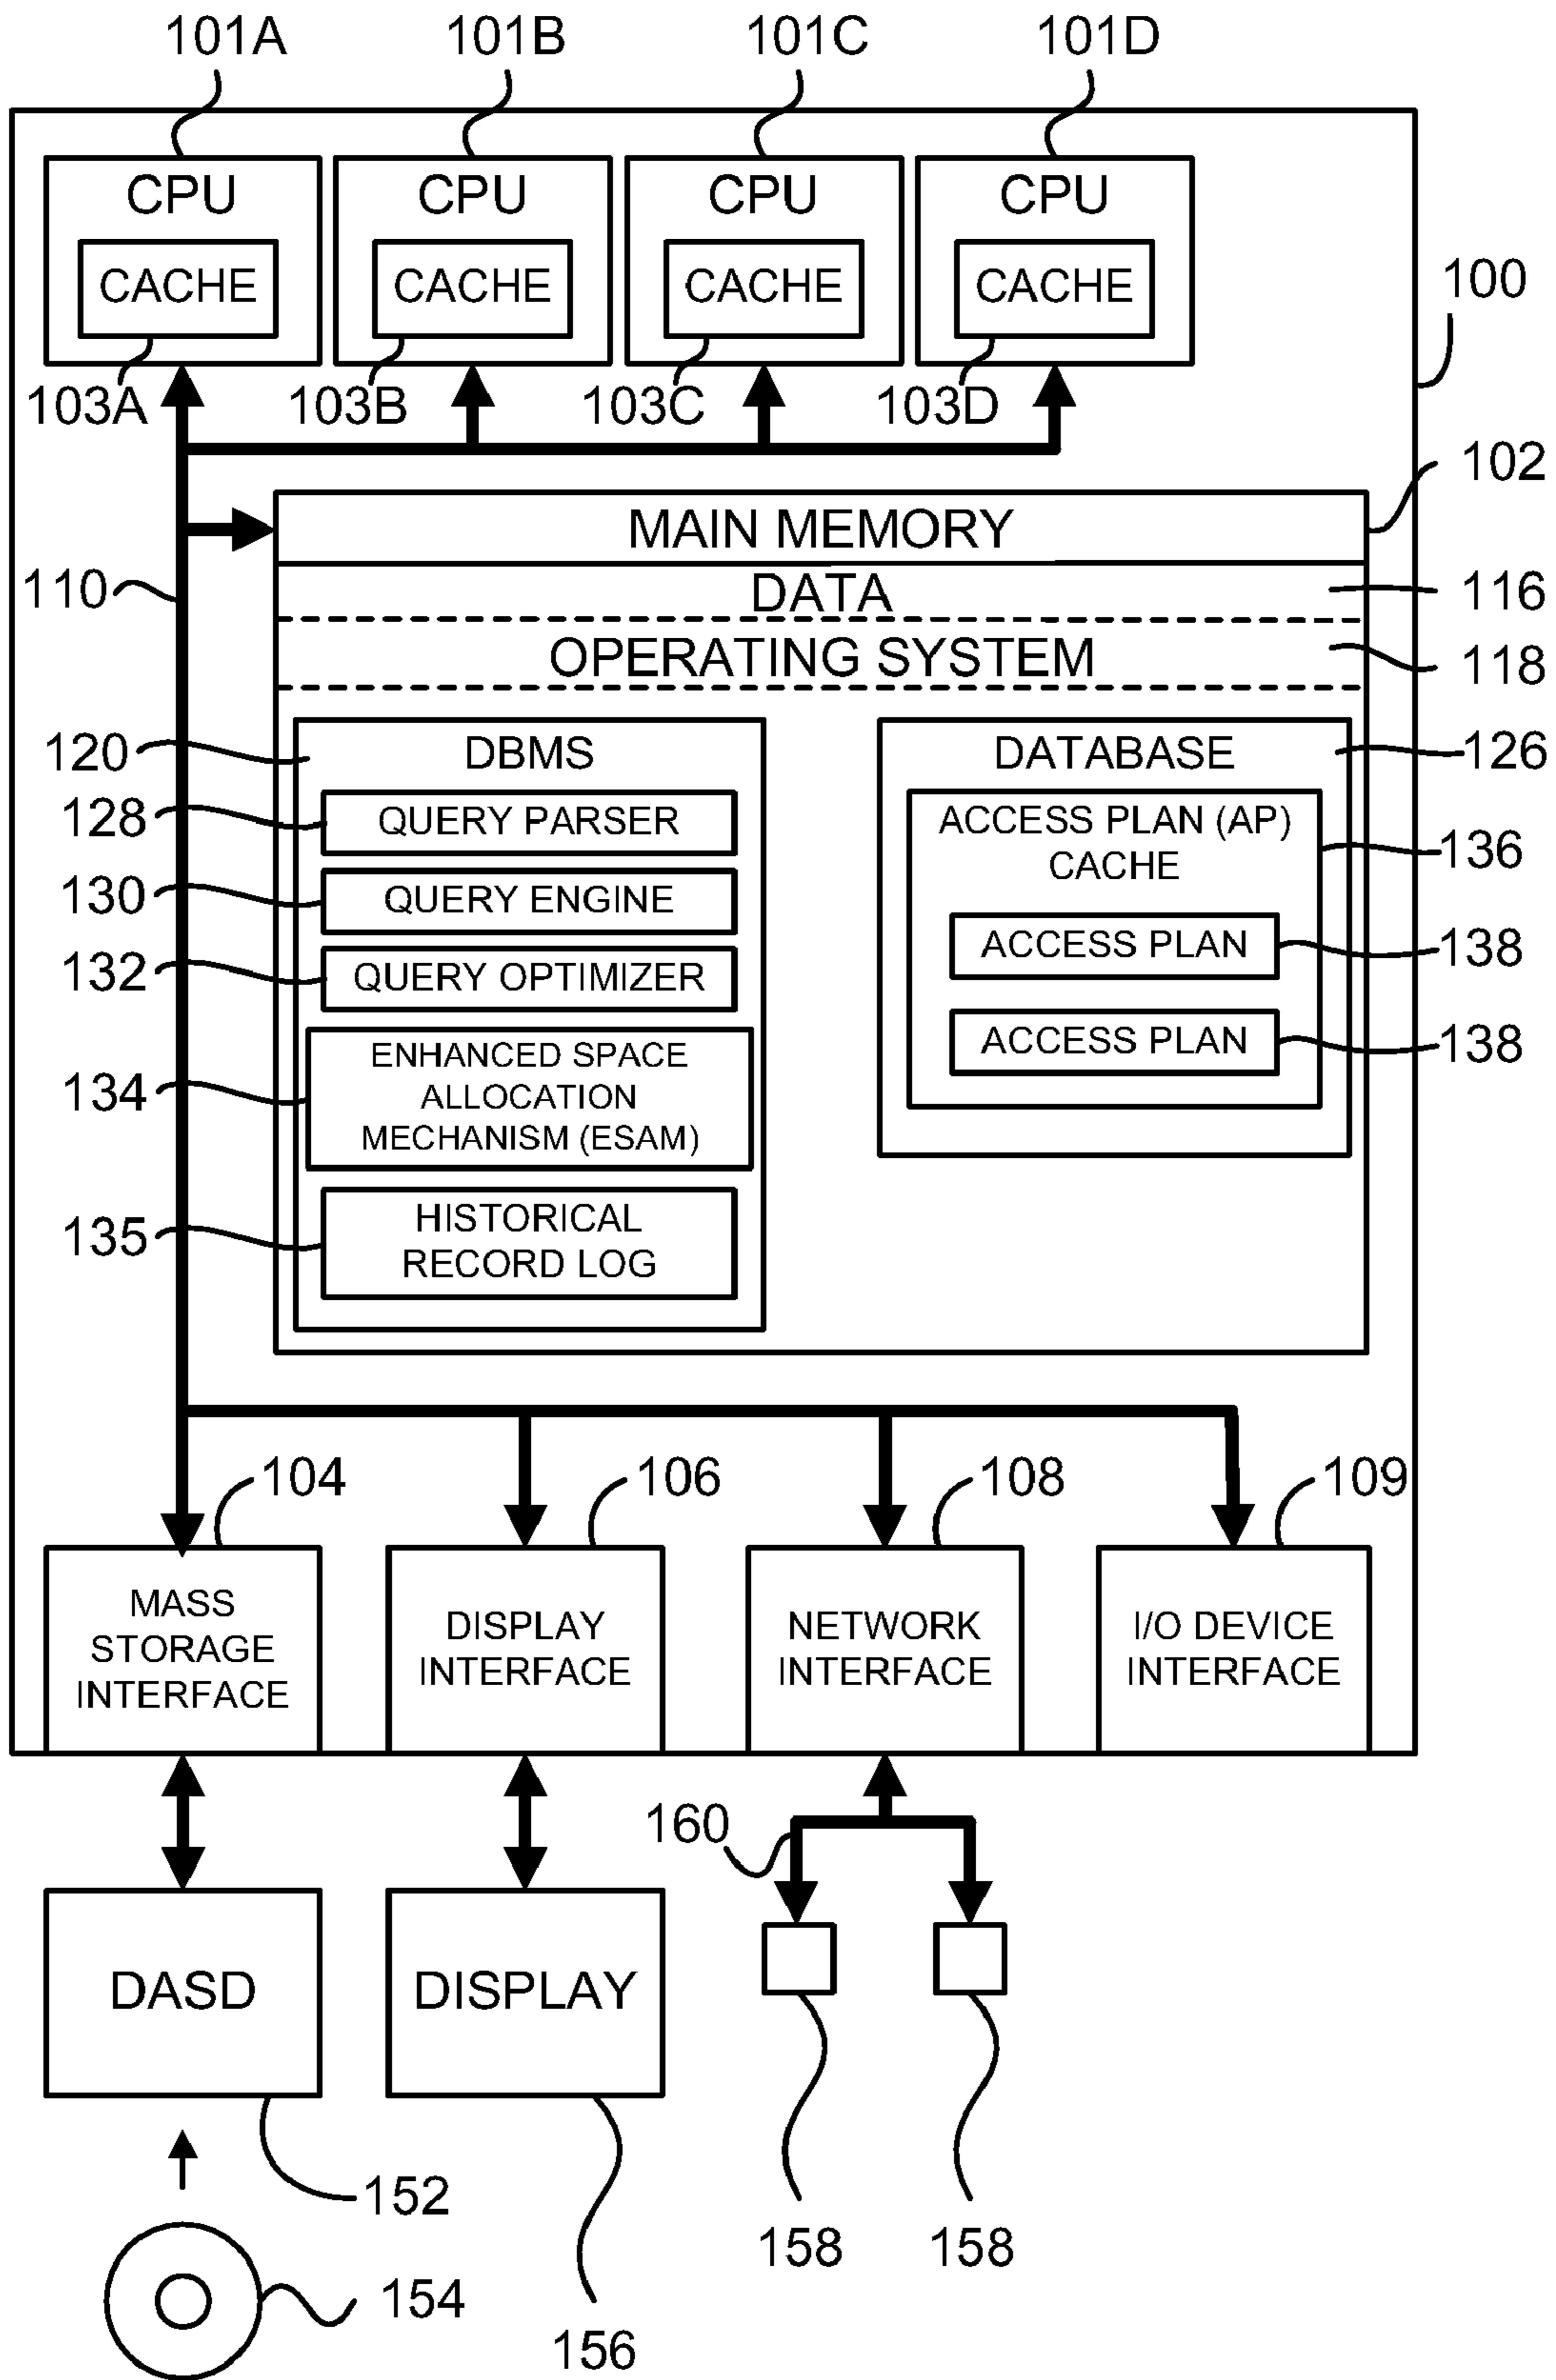 101A 101B 101C 101D
CPU CPU CPU CPU
CACHE CACHE CACHE CACHE
100
103A 103B 103C 103D
102
MAIN MEMORY
110
DATA
116
OPERATING SYSTEM
118
120
DBMS
128
QUERY PARSER
130
QUERY ENGINE
132
QUERY OPTIMIZER
134
ENHANCED SPACE
ALLOCATION
MECHANISM (ESAM)
135
HISTORICAL
RECORD LOG
DATABASE
126
ACCESS PLAN (AP)
CACHE
136
ACCESS PLAN
138
ACCESS PLAN
138
104 106 108 109
MASS
STORAGE
INTERFACE
DISPLAY
INTERFACE
NETWORK
INTERFACE
I/O DEVICE
INTERFACE
160
DASD
DISPLAY
152
158 158
154
156